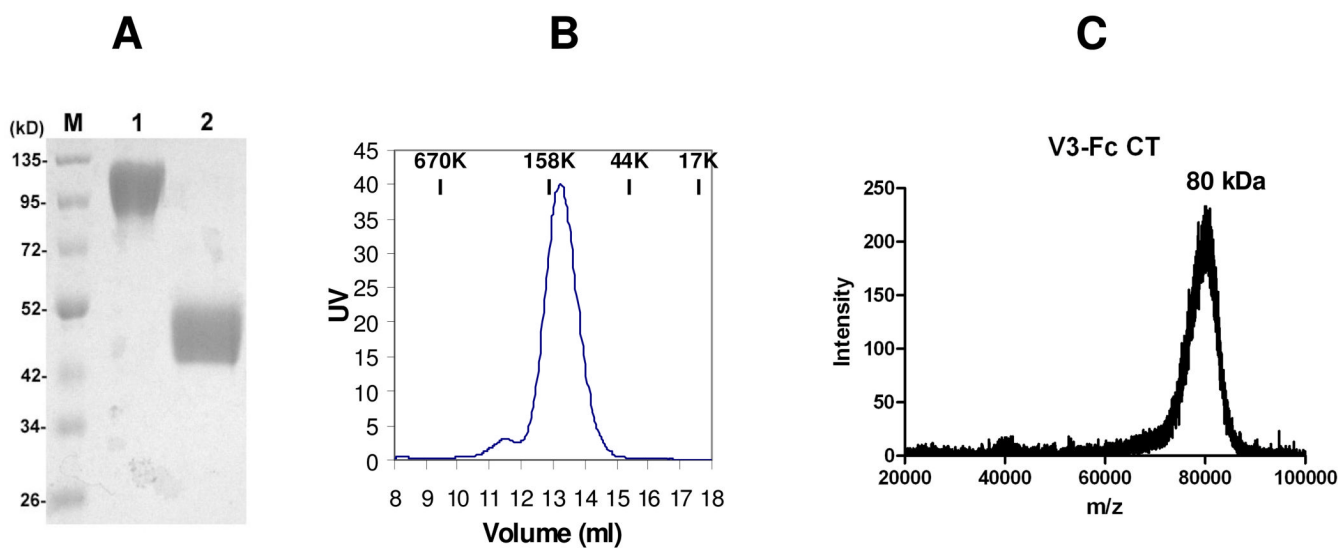 A
B
C
(kD) M 1 2
135-
95-
72-
52-
42-
34-
26-
670K 158K 44K 17K
45
40
35
30
25
20
15
10
5
0
UV
8 9 10 11 12 13 14 15 16 17 18
Volume (ml)
V3-Fc CT
80 kDa
250
200
150
100
50
0
Intensity
20000 40000 60000 80000 100000
m/z